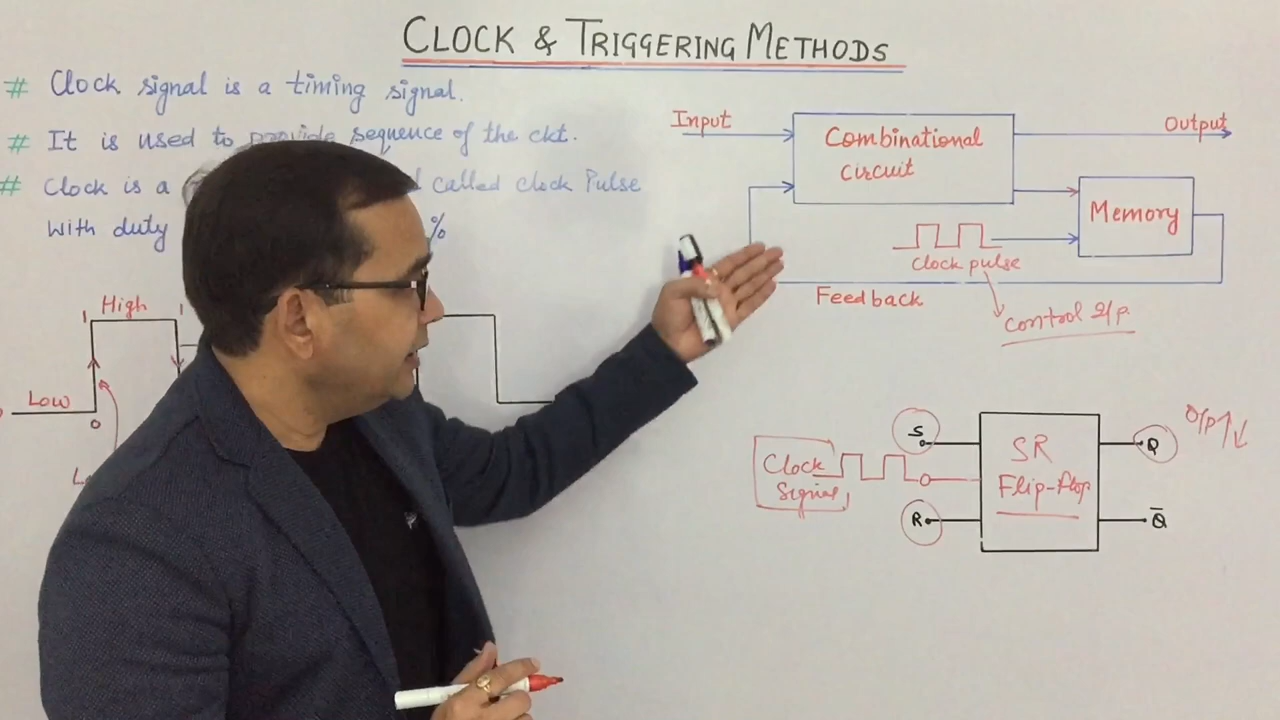 CLOCK & TRIGGERING METHODS
# Clock signal is a timing signal.
# It is used to provide sequence of the ckt.
# Clock is a called clock Pulse
with duty %
1 High 1
Low
0
Input
Combinational
circuit
Output
Memory
Clock pulse
Feedback
Control I/p.
S
Clock
Signal
R
SR
Flip-flop
Q
Q̅
O/p↑↓